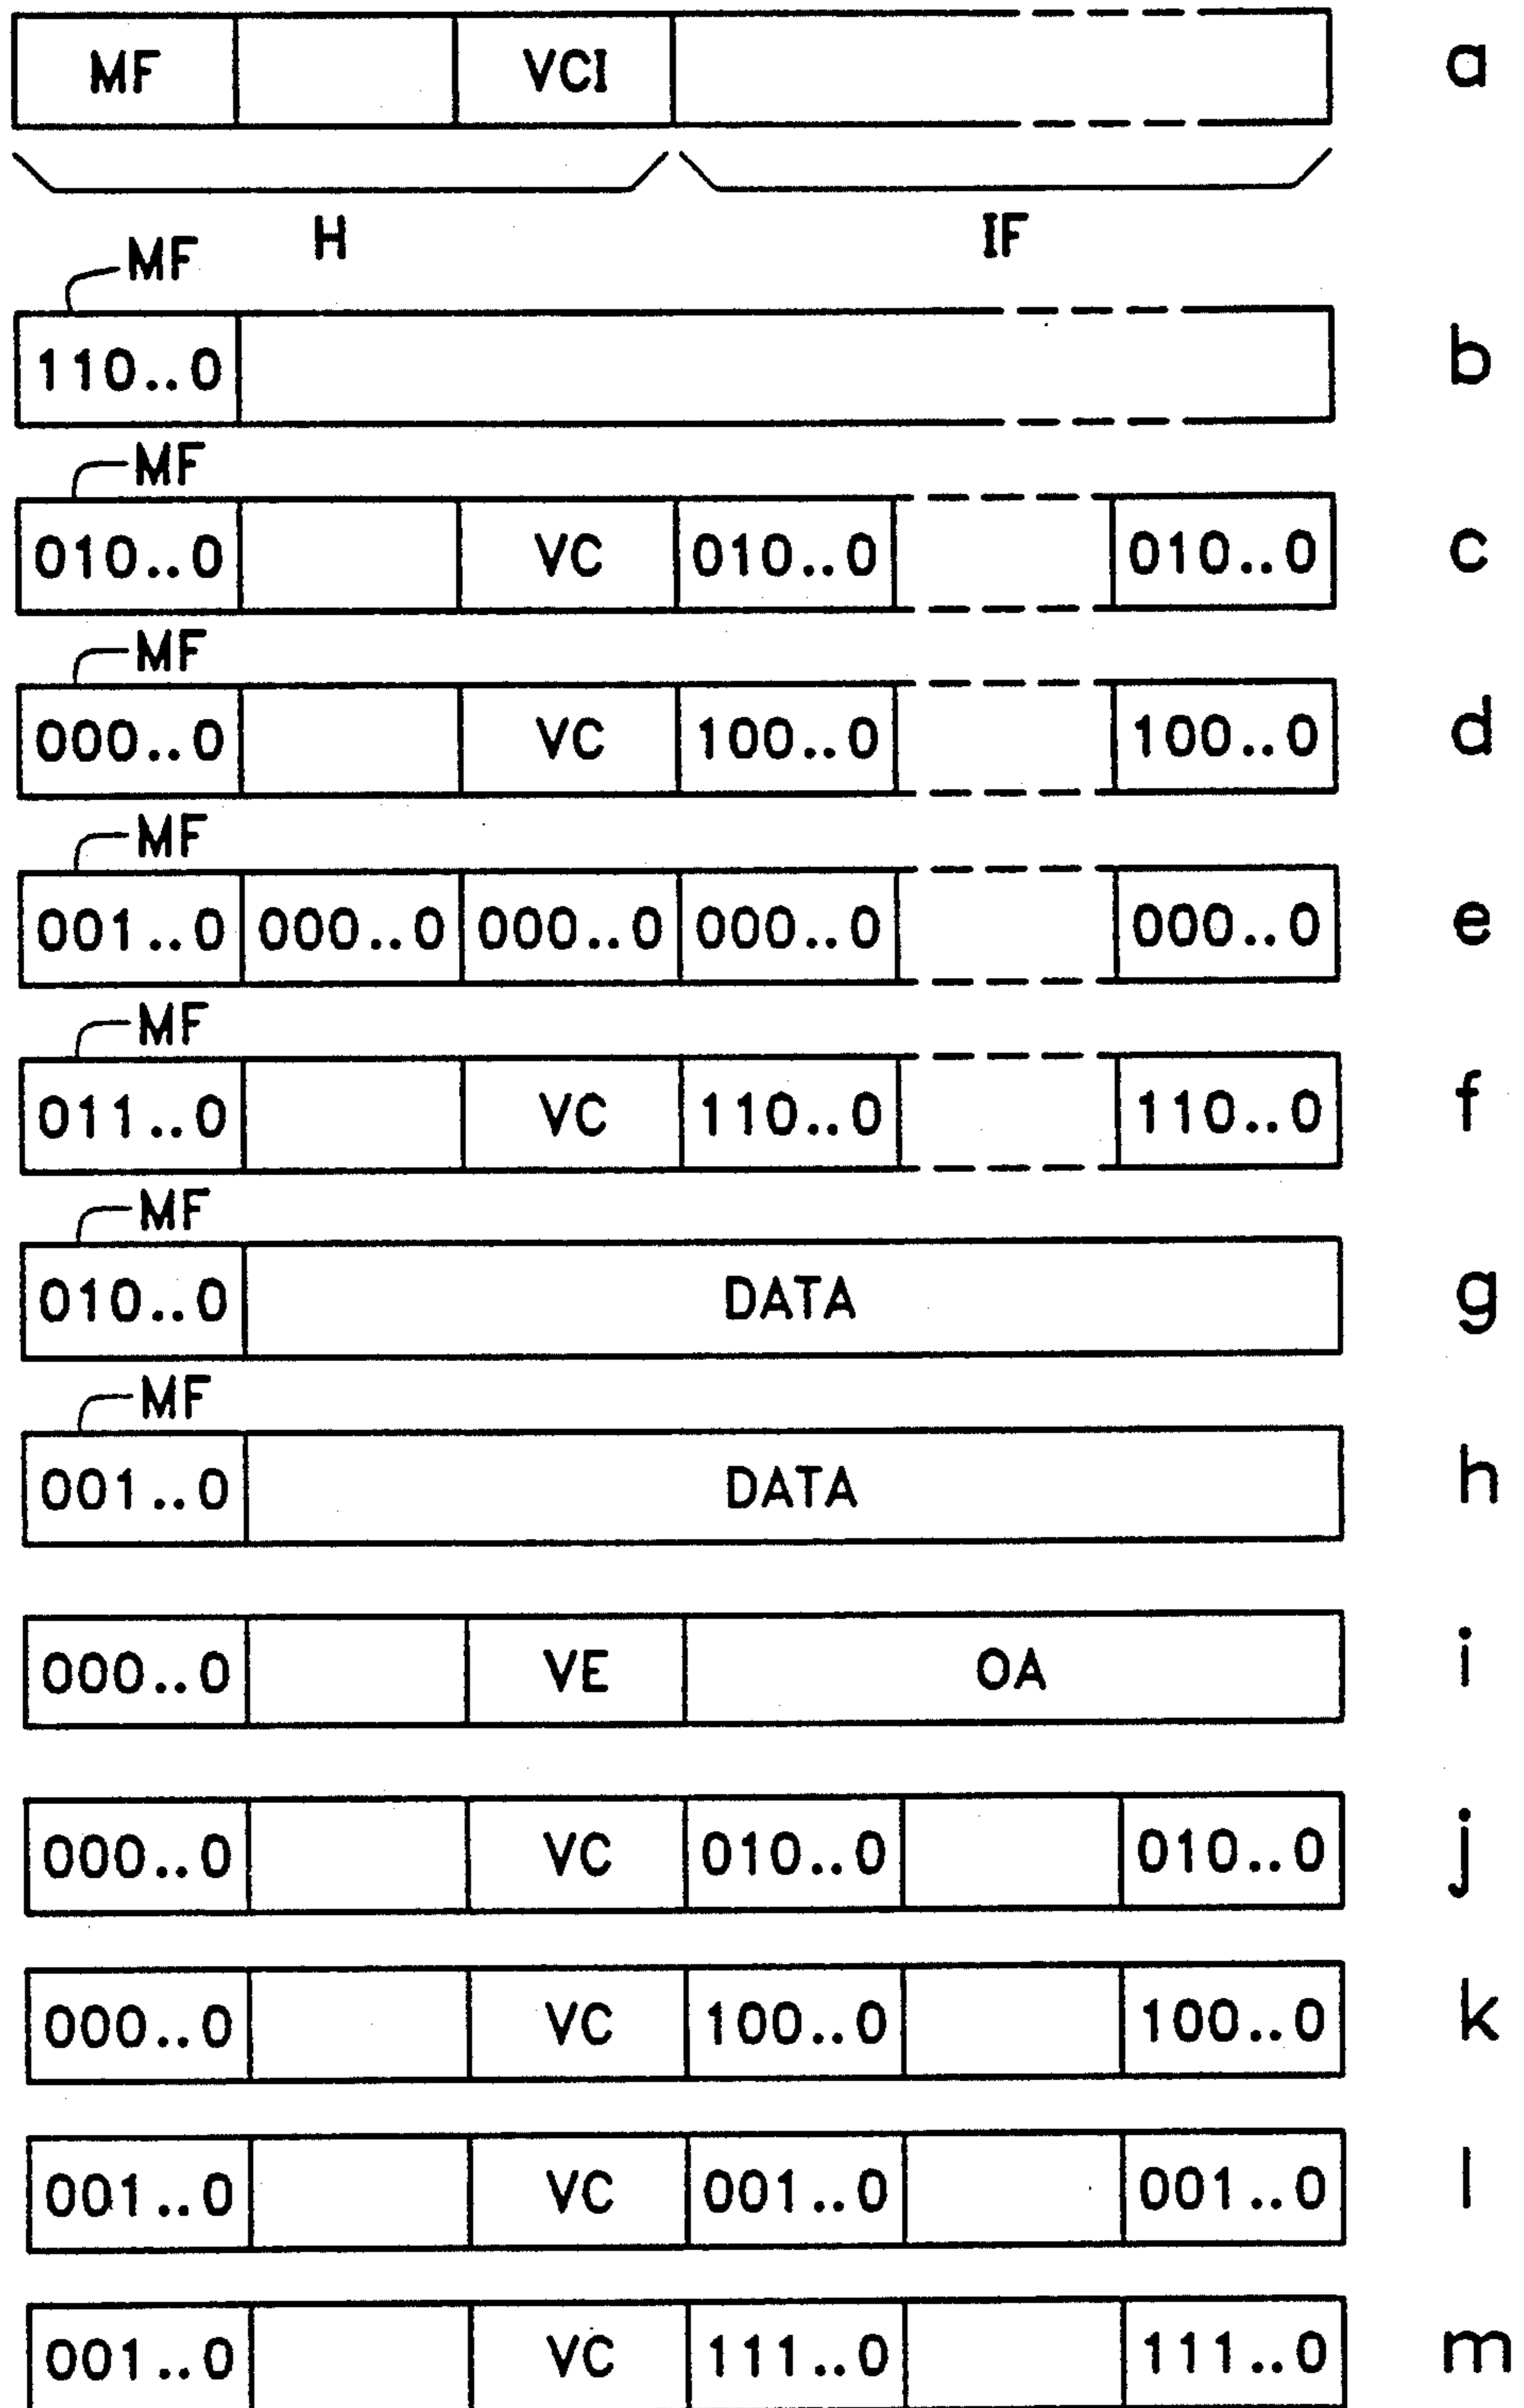 MF VCI a
H IF
MF
110..0 b
MF
010..0 VC 010..0 010..0 c
MF
000..0 VC 100..0 100..0 d
MF
001..0 000..0 000..0 000..0 000..0 e
MF
011..0 VC 110..0 110..0 f
MF
010..0 DATA g
MF
001..0 DATA h
000..0 VE OA i
000..0 VC 010..0 010..0 j
000..0 VC 100..0 100..0 k
001..0 VC 001..0 001..0 l
001..0 VC 111..0 111..0 m